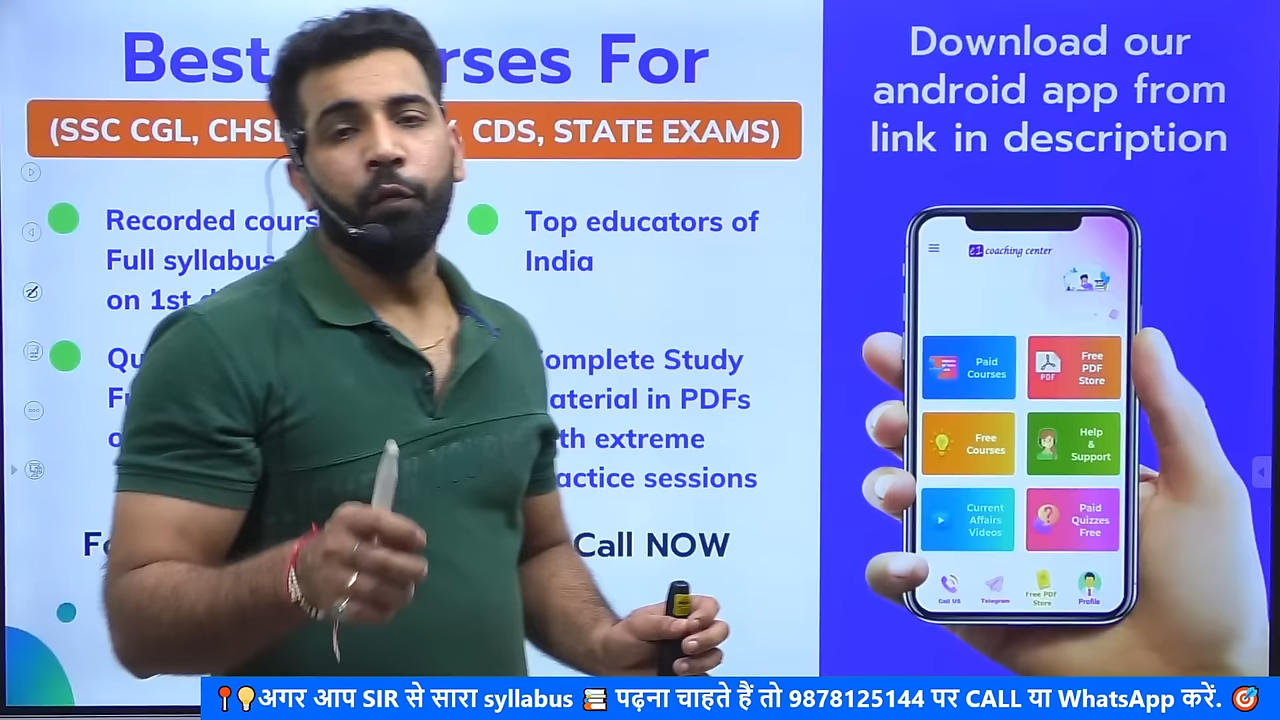 Best rses For
(SSC CGL, CHSL CDS, STATE EXAMS)
Recorded cours
Full syllabus
on 1st
Top educators of
India
Complete Study
aterial in PDFs
th extreme
actice sessions
Call NOW
Download our
android app from
link in description
e1 coaching center
Paid
Courses
PDF
Free
PDF
Store
Free
Courses
Help
&
Support
Current
Affairs
Videos
Paid
Quizzes
Free
Call US
Telegram
Free PDF
Store
Profile
📍💡अगर आप SIR से सारा syllabus 📚 पढ़ना चाहते हैं तो 9878125144 पर CALL या WhatsApp करें. 🎯